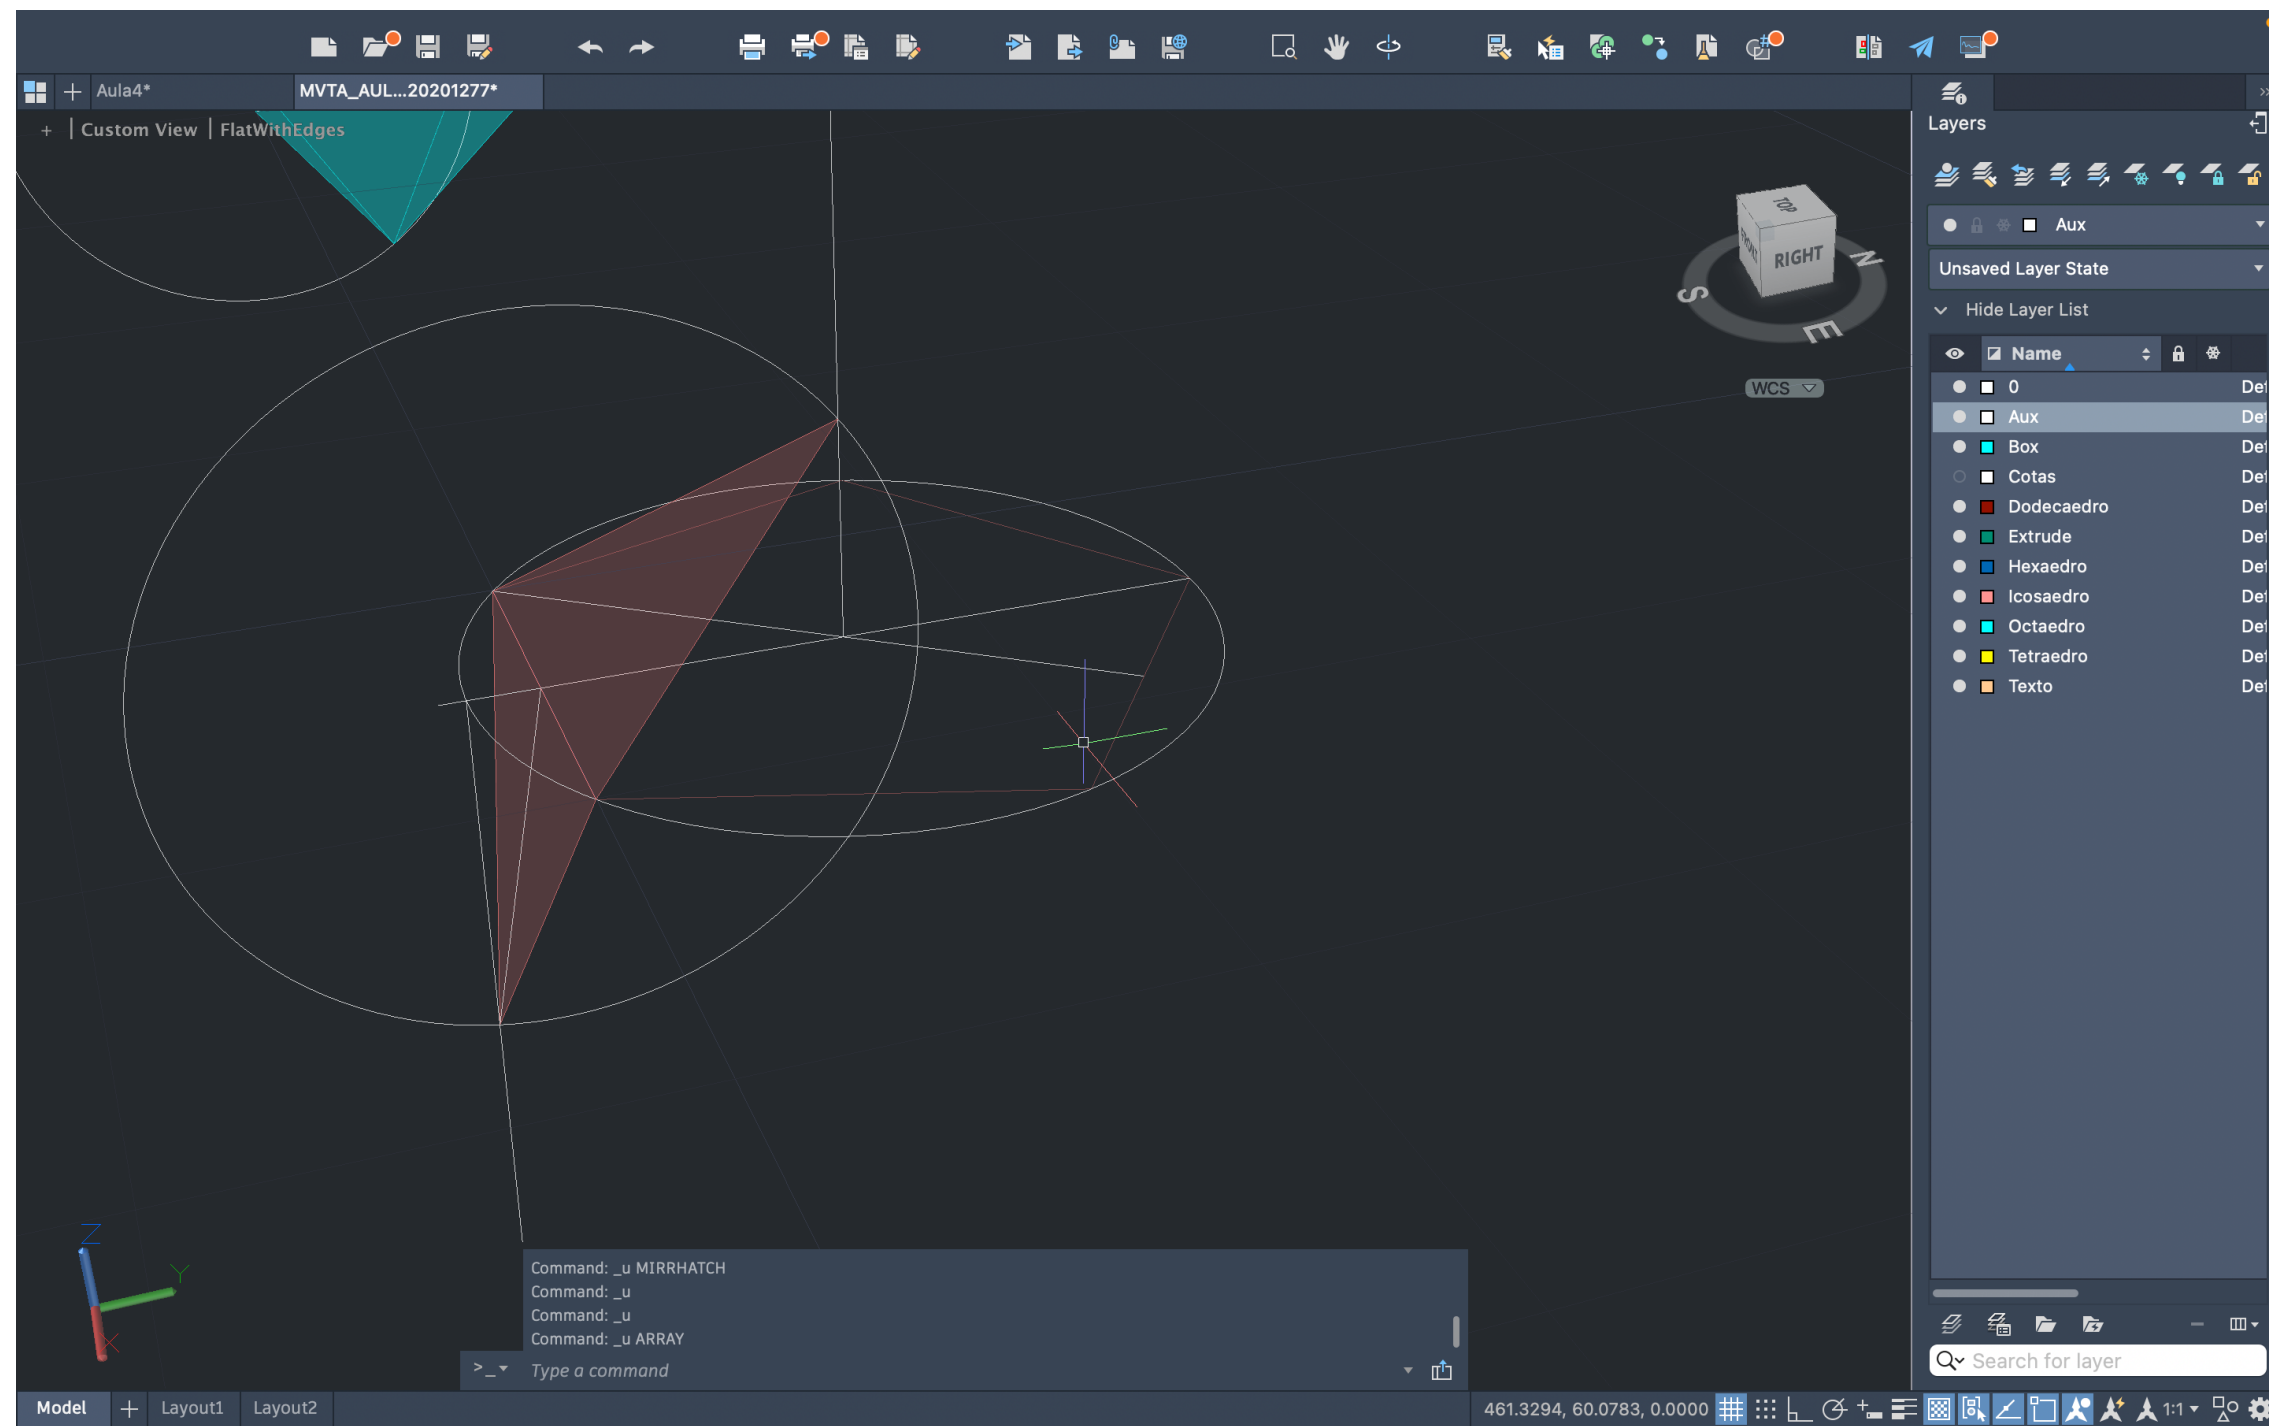 Aula4*
MVTA_AUL...20201277*
+ | Custom View | FlatWithEdges
Layers
Aux
Unsaved Layer State
Hide Layer List
Name
0 Def
Aux Def
Box Def
Cotas Def
Dodecaedro Def
Extrude Def
Hexaedro Def
Icosaedro Def
Octaedro Def
Tetraedro Def
Texto Def
TOP
FRONT
RIGHT
N
S
E
WCS
Z
Y
X
Command: _u MIRRHATCH
Command: _u
Command: _u
Command: _u ARRAY
>_ Type a command
Search for layer
Model + Layout1 Layout2
461.3294, 60.0783, 0.0000
1:1